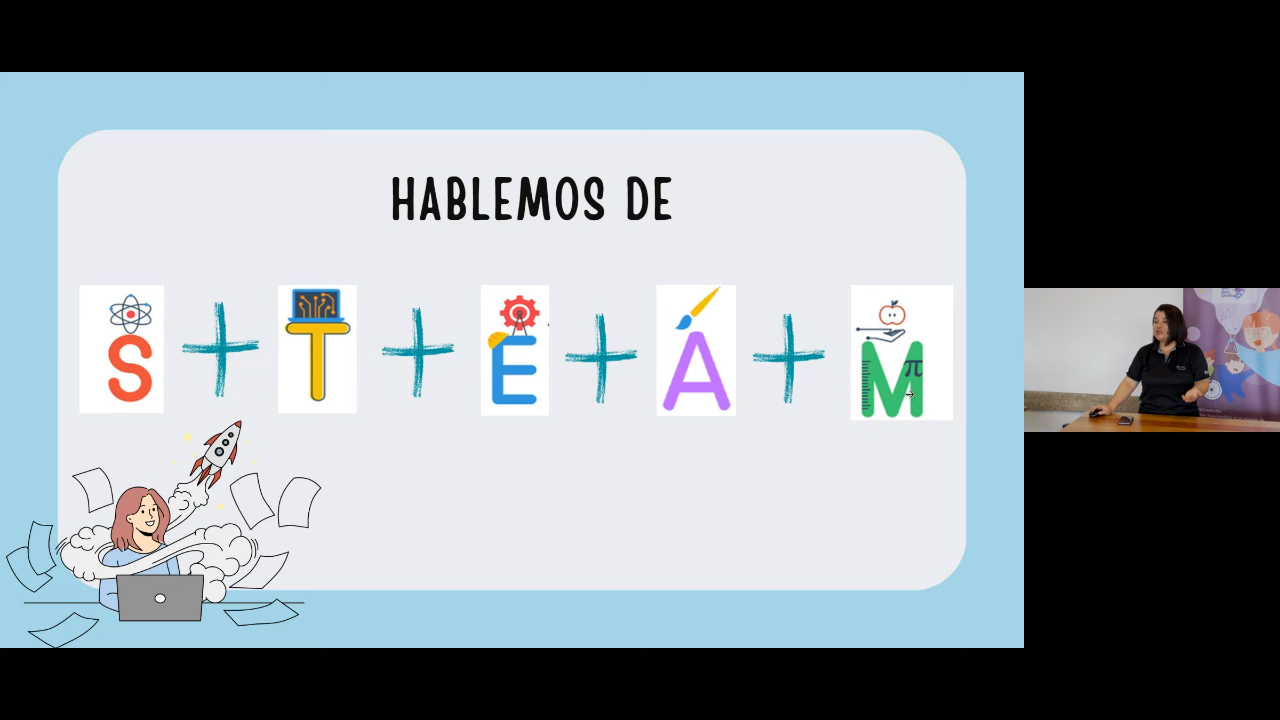 HABLEMOS DE
S + T + E + A + M
π